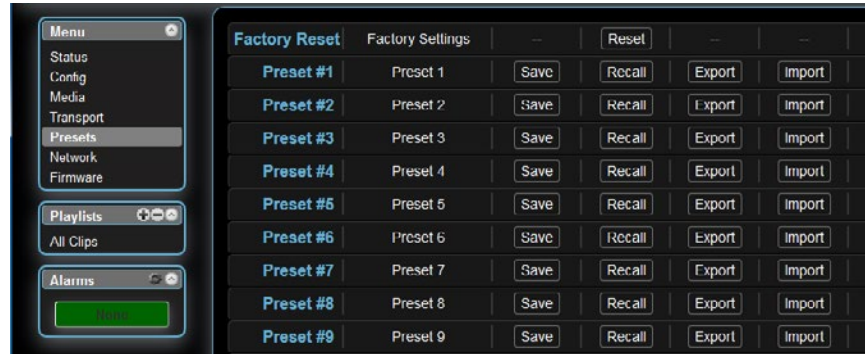 Menu
Status
Config
Media
Transport
Presets
Network
Firmware
Playlists
All Clips
Alarms
None
Factory Reset Factory Settings -- Reset -- --
Preset #1 Preset 1 Save Recall Export Import
Preset #2 Preset 2 Save Recall Export Import
Preset #3 Preset 3 Save Recall Export Import
Preset #4 Preset 4 Save Recall Export Import
Preset #5 Preset 5 Save Recall Export Import
Preset #6 Preset 6 Save Recall Export Import
Preset #7 Preset 7 Save Recall Export Import
Preset #8 Preset 8 Save Recall Export Import
Preset #9 Preset 9 Save Recall Export Import